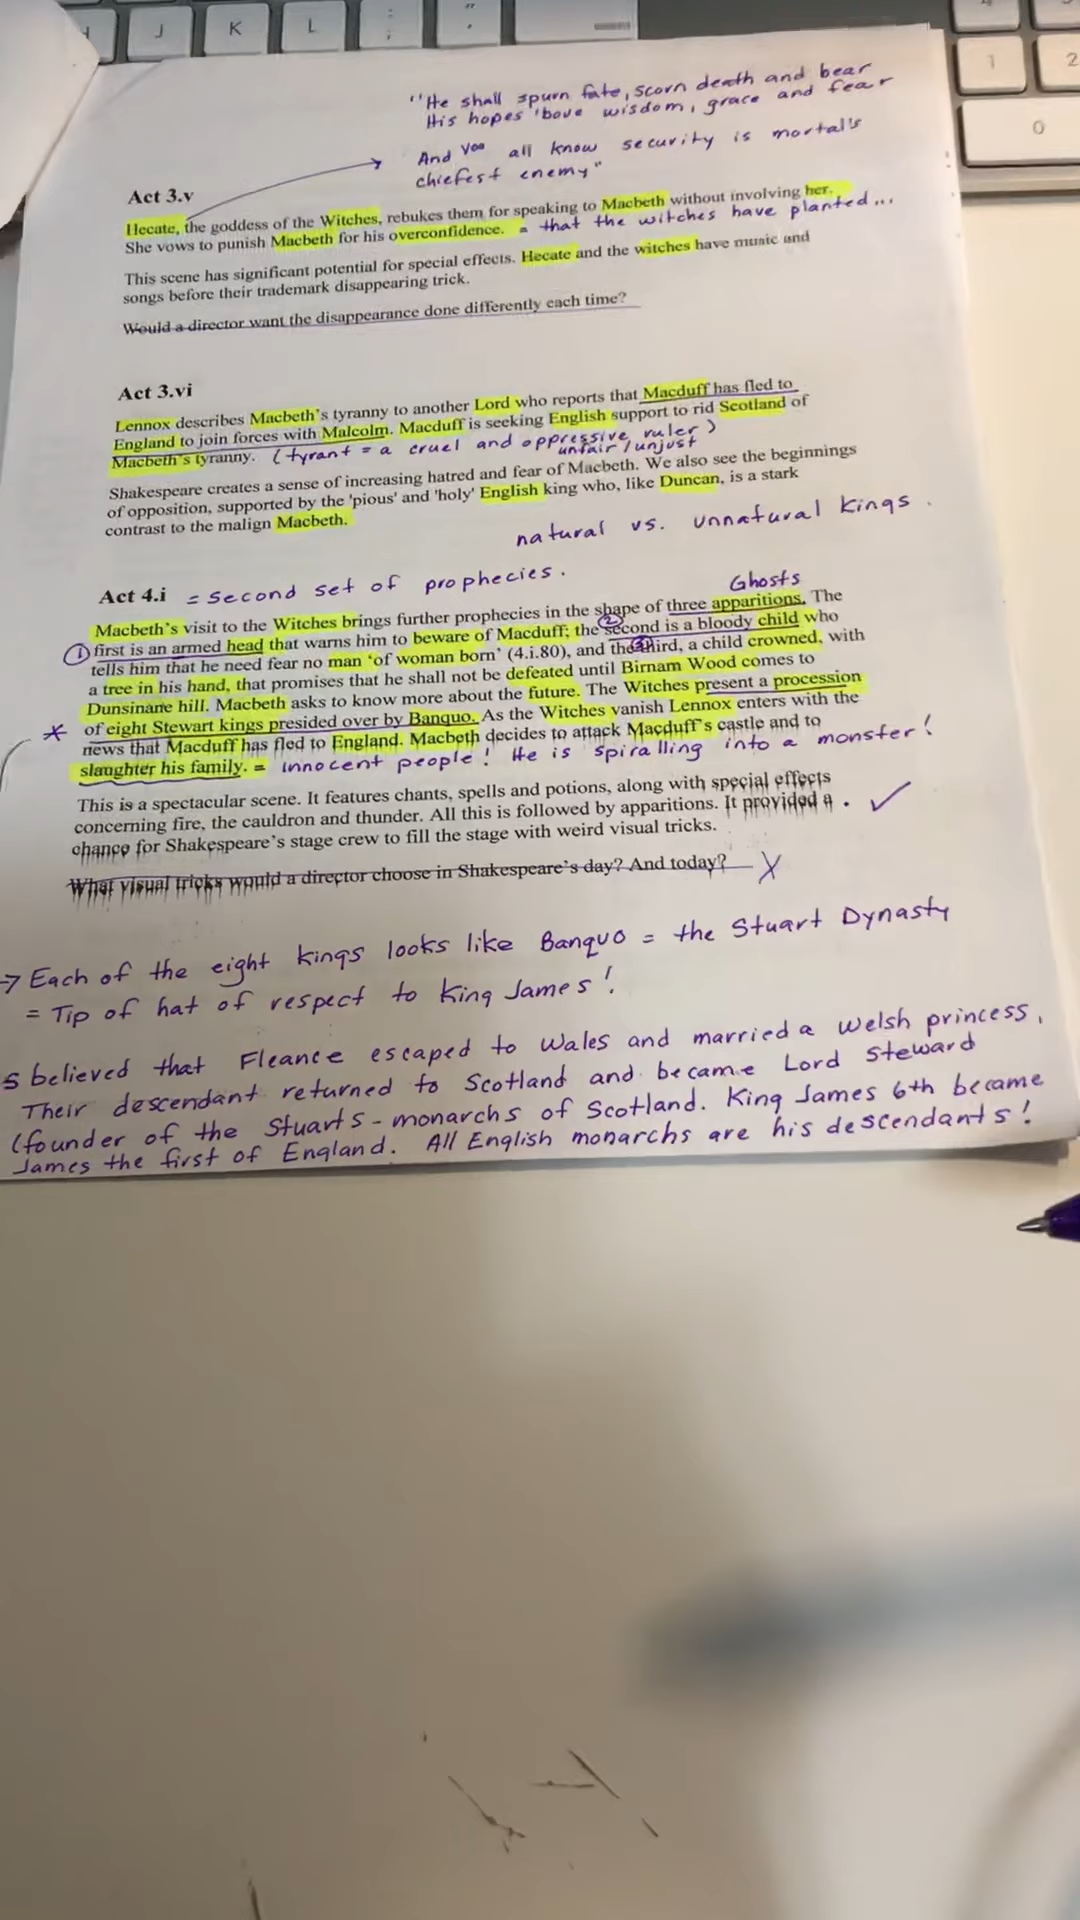 J K L ; "
1 2
0
"He shall spurn fate, scorn death and bear
His hopes 'bove wisdom, grace and fear
And you all know security is mortal's
chiefest enemy"
Act 3.v
Hecate, the goddess of the Witches, rebukes them for speaking to Macbeth without involving her.
She vows to punish Macbeth for his overconfidence. = that the witches have planted...
This scene has significant potential for special effects. Hecate and the witches have music and
songs before their trademark disappearing trick.
Would a director want the disappearance done differently each time?
Act 3.vi
Lennox describes Macbeth's tyranny to another Lord who reports that Macduff has fled to
England to join forces with Malcolm. Macduff is seeking English support to rid Scotland of
Macbeth's tyranny. (tyrant = a cruel and oppressive ruler)
unfair/unjust
Shakespeare creates a sense of increasing hatred and fear of Macbeth. We also see the beginnings
of opposition, supported by the 'pious' and 'holy' English king who, like Duncan, is a stark
contrast to the malign Macbeth.
natural vs. unnatural kings.
Act 4.i = second set of prophecies.
Ghosts
Macbeth's visit to the Witches brings further prophecies in the shape of three apparitions. The
① first is an armed head that warns him to beware of Macduff; the ② second is a bloody child who
tells him that he need fear no man 'of woman born' (4.i.80), and the ③ third, a child crowned, with
a tree in his hand, that promises that he shall not be defeated until Birnam Wood comes to
Dunsinane hill. Macbeth asks to know more about the future. The Witches present a procession
* of eight Stewart kings presided over by Banquo. As the Witches vanish Lennox enters with the
news that Macduff has fled to England. Macbeth decides to attack Macduff's castle and to
slaughter his family. = innocent people! He is spiralling into a monster!
This is a spectacular scene. It features chants, spells and potions, along with special effects
concerning fire, the cauldron and thunder. All this is followed by apparitions. It provided a .
chance for Shakespeare's stage crew to fill the stage with weird visual tricks.
What visual tricks would a director choose in Shakespeare's day? And today? X
→ Each of the eight kings looks like Banquo = the Stuart Dynasty
= Tip of hat of respect to King James!
s believed that Fleance escaped to Wales and married a Welsh princess.
Their descendant returned to Scotland and became Lord Steward
(founder of the Stuarts - monarchs of Scotland. King James 6th became
James the first of England. All English monarchs are his descendants!